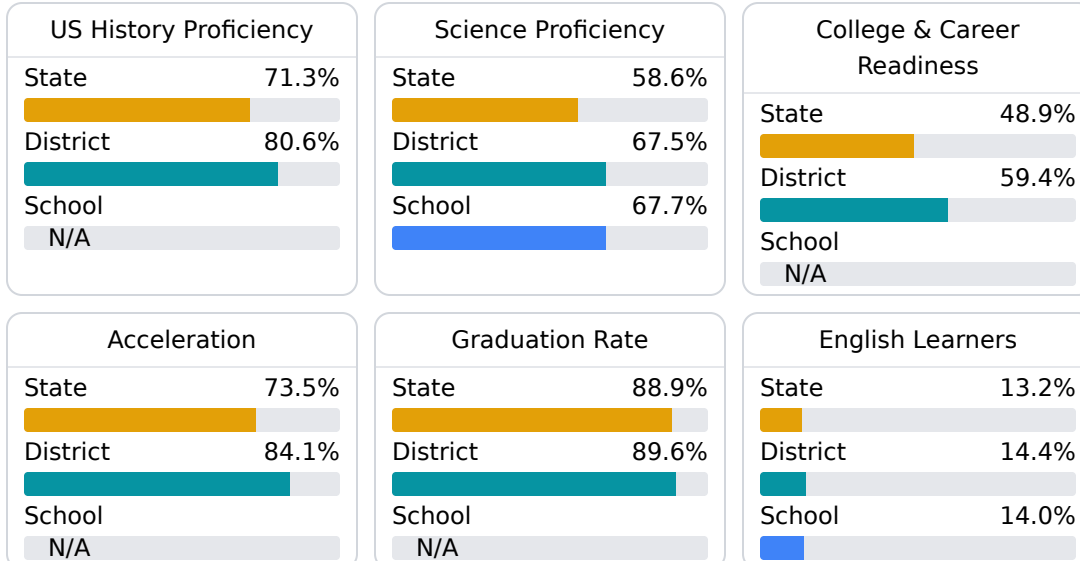 US History Proficiency
State 71.3%
District 80.6%
School
N/A
Science Proficiency
State 58.6%
District 67.5%
School 67.7%
College & Career
Readiness
State 48.9%
District 59.4%
School
N/A
Acceleration
State 73.5%
District 84.1%
School
N/A
Graduation Rate
State 88.9%
District 89.6%
School
N/A
English Learners
State 13.2%
District 14.4%
School 14.0%